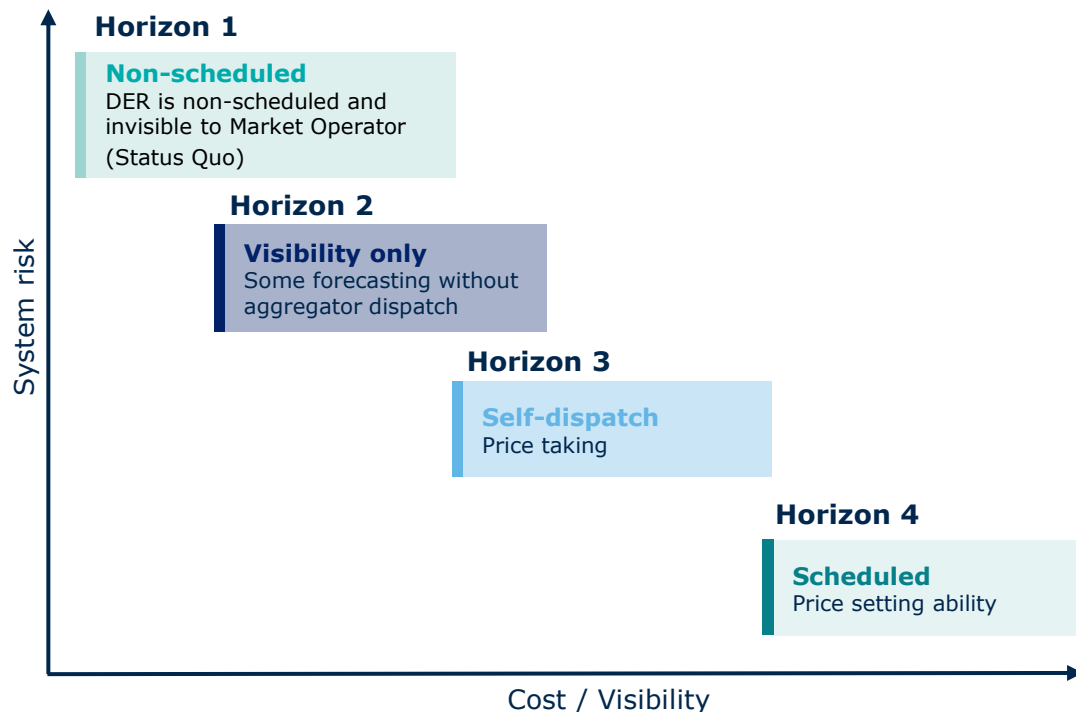 Horizon 1
Non-scheduled
DER is non-scheduled and
invisible to Market Operator
(Status Quo)
Horizon 2
Visibility only
Some forecasting without
aggregator dispatch
Horizon 3
Self-dispatch
Price taking
Horizon 4
Scheduled
Price setting ability
System risk
Cost / Visibility